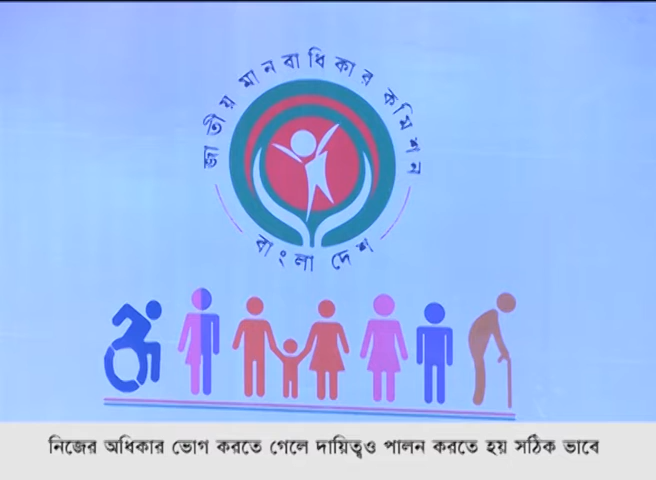 জাতীয় মানবাধিকার কমিশন
বাংলাদেশ
নিজের অধিকার ভোগ করতে গেলে দায়িত্বও পালন করতে হয় সঠিক ভাবে